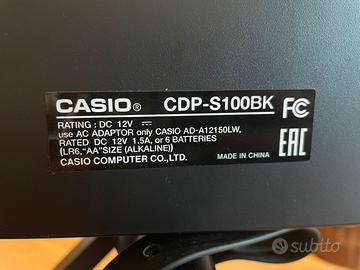 CASIO® CDP-S100BK FC
RATING : DC 12V ⎓
use AC ADAPTOR only CASIO AD-A12150LW,
RATED DC 12V 1.5A, or 6 BATTERIES
(LR6,"AA"SIZE (ALKALINE))
CASIO COMPUTER CO.,LTD. MADE IN CHINA
EAC
subito